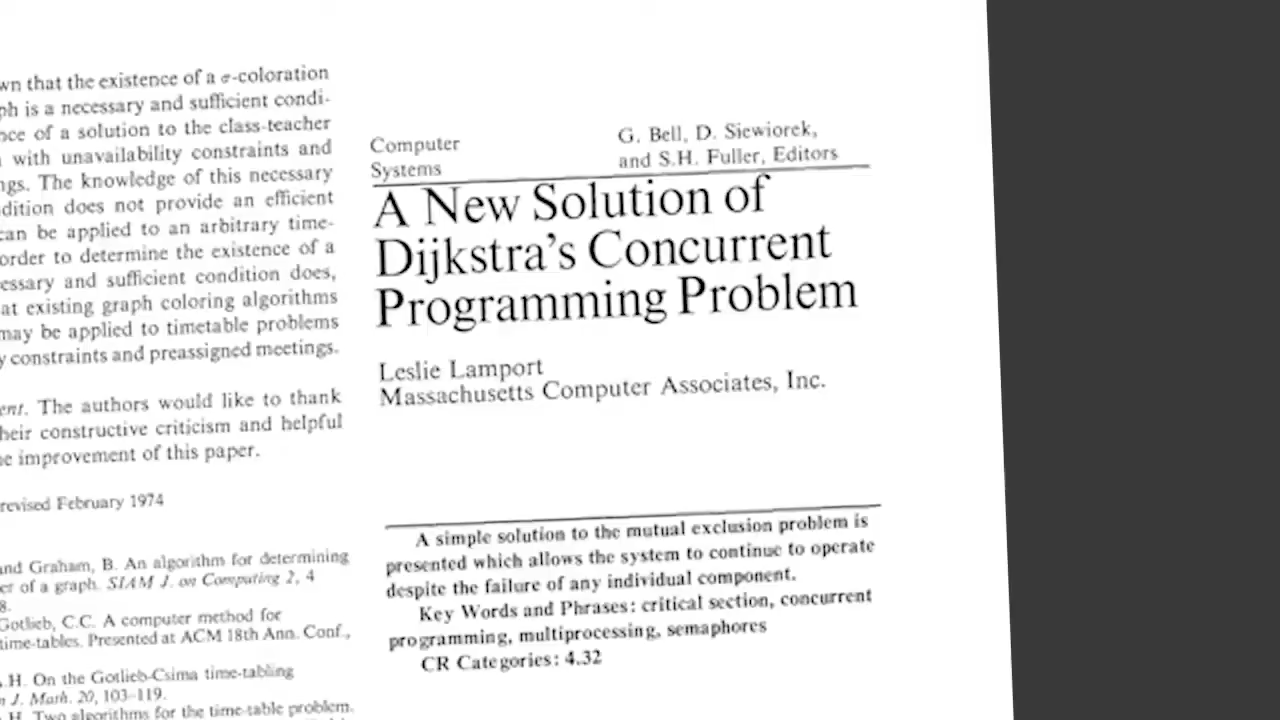 that the existence of a σ-coloration
is a necessary and sufficient condi-
of a solution to the class-teacher
with unavailability constraints and
The knowledge of this necessary
does not provide an efficient
can be applied to an arbitrary time-
order to determine the existence of a
and sufficient condition does,
at existing graph coloring algorithms
may be applied to timetable problems
constraints and preassigned meetings.
The authors would like to thank
their constructive criticism and helpful
improvement of this paper.
revised February 1974
and Graham, B. An algorithm for determining
of a graph. SIAM J. on Computing 2, 4
8.
Gotlieb, C.C. A computer method for
time-tables. Presented at ACM 18th Ann. Conf.,
H. On the Gotlieb-Csima time-tabling
J. Math. 20, 103-119.
H. Two algorithms for the time-table problem.
Computer
Systems
G. Bell, D. Siewiorek,
and S.H. Fuller, Editors
A New Solution of
Dijkstra's Concurrent
Programming Problem
Leslie Lamport
Massachusetts Computer Associates, Inc.
A simple solution to the mutual exclusion problem is
presented which allows the system to continue to operate
despite the failure of any individual component.
Key Words and Phrases: critical section, concurrent
programming, multiprocessing, semaphores
CR Categories: 4.32